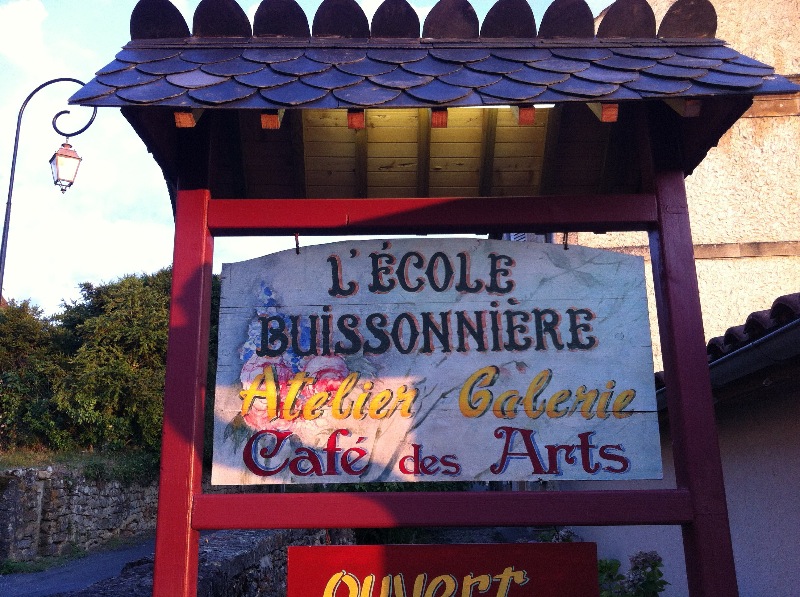 L'ÉCOLE
BUISSONNIÈRE
Atelier Galerie
Café des Arts
ouvert